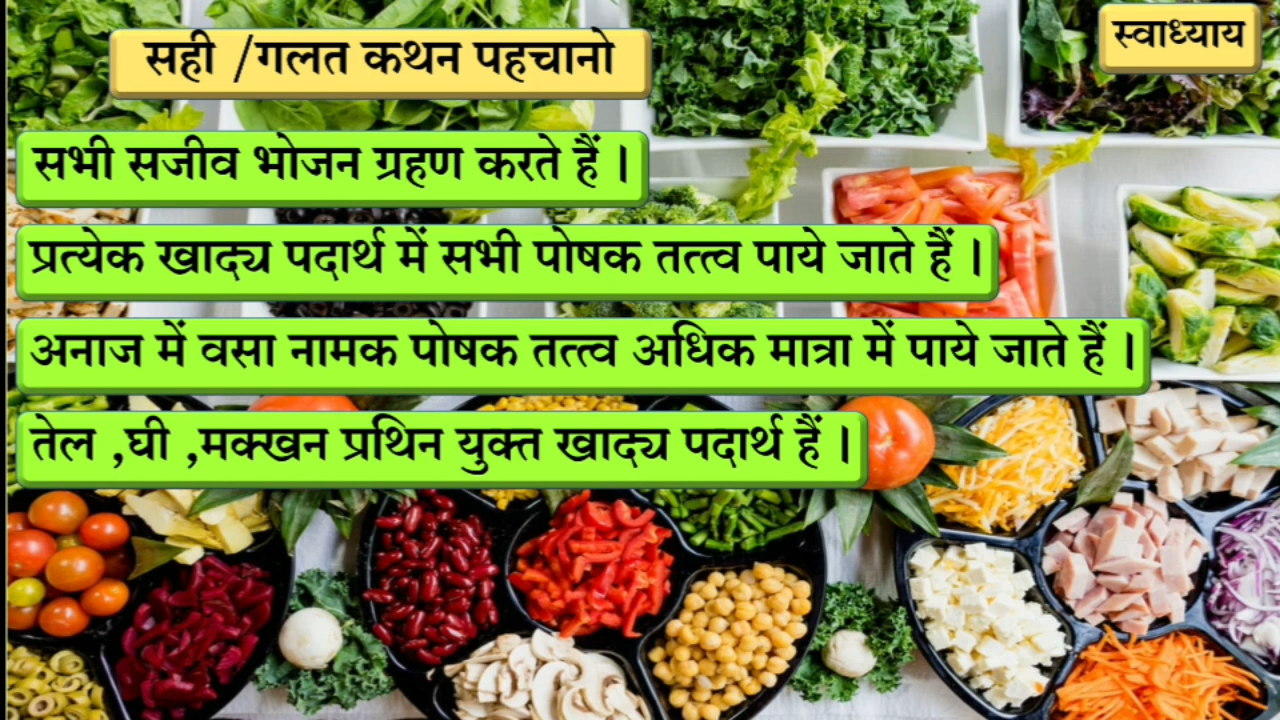 सही /गलत कथन पहचानो
स्वाध्याय
सभी सजीव भोजन ग्रहण करते हैं ।
प्रत्येक खाद्य पदार्थ में सभी पोषक तत्त्व पाये जाते हैं ।
अनाज में वसा नामक पोषक तत्त्व अधिक मात्रा में पाये जाते हैं ।
तेल ,घी ,मक्खन प्रथिन युक्त खाद्य पदार्थ हैं ।